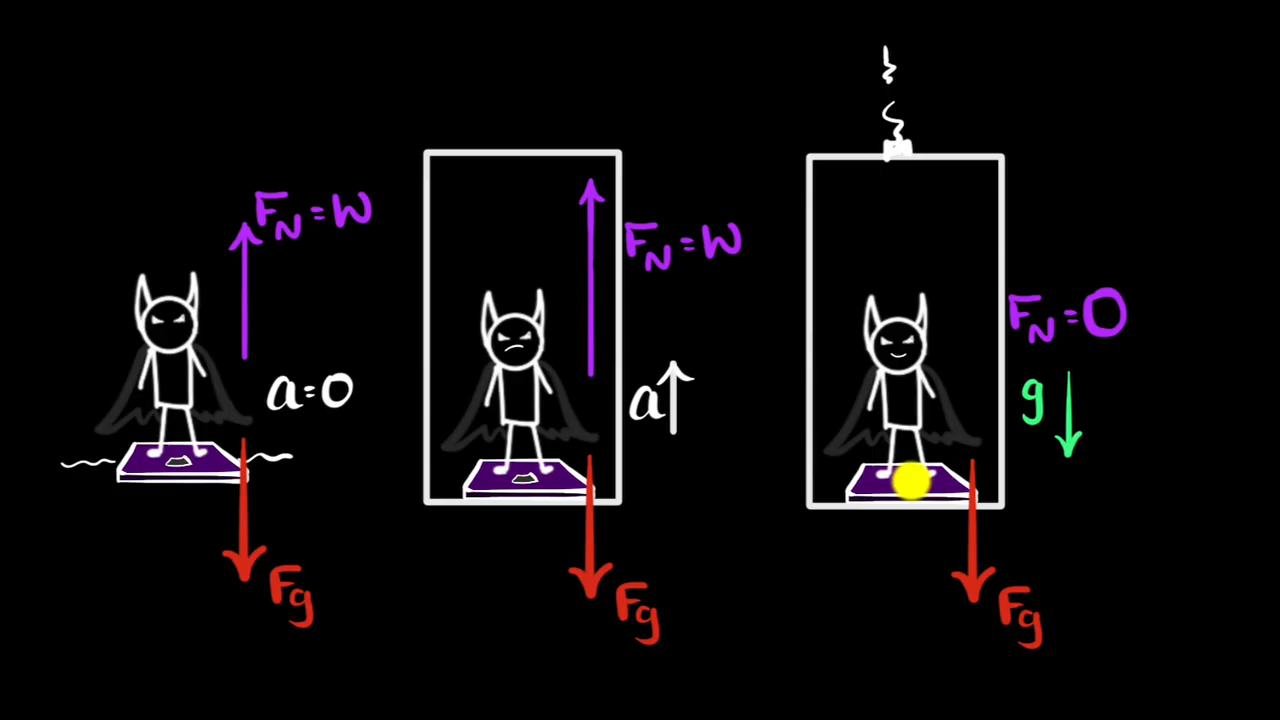 F_N = W
a = 0
F_g
F_N = W
a↑
F_g
F_N = 0
g ↓
F_g